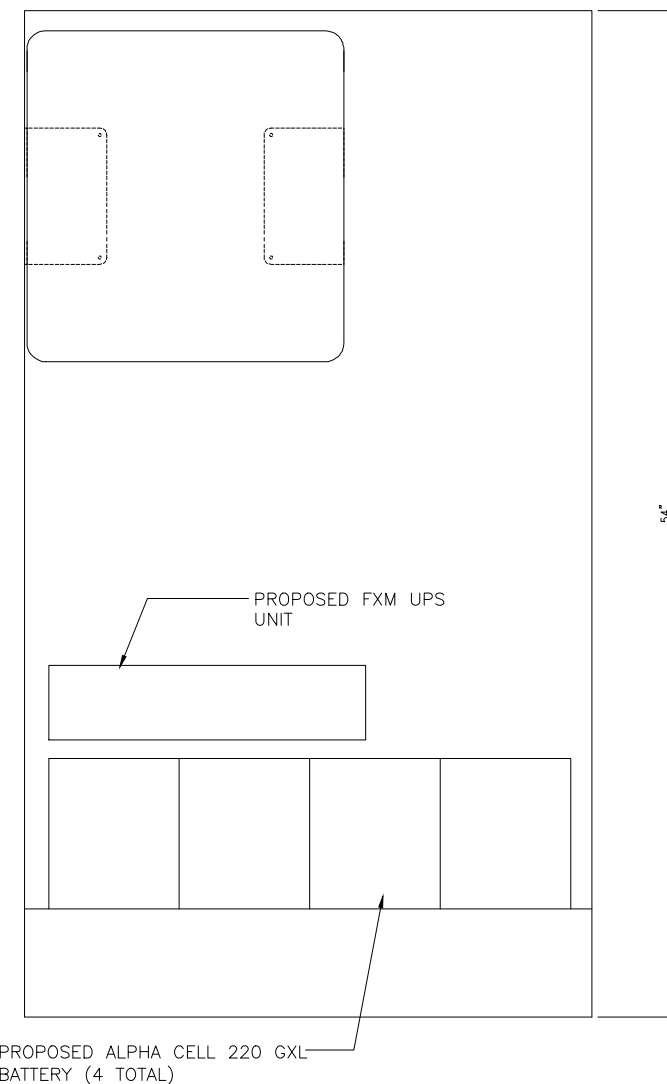 54"
PROPOSED FXM UPS
UNIT
PROPOSED ALPHA CELL 220 GXL
BATTERY (4 TOTAL)